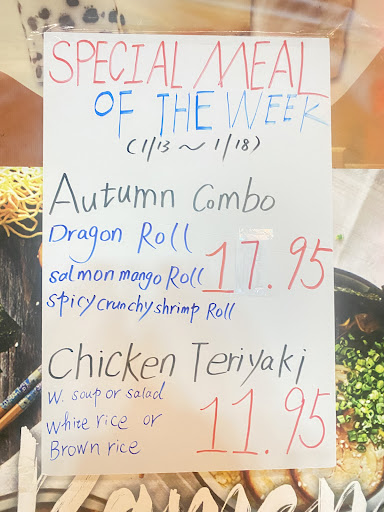 SPECIAL MEAL
OF THE WEEK
(1/13 ~ 1/18)
Autumn Combo
Dragon Roll
salmon mango Roll 17.95
spicy crunchy shrimp Roll
Chicken Teriyaki
W. soup or salad
white rice or 11.95
Brown rice
Ramen